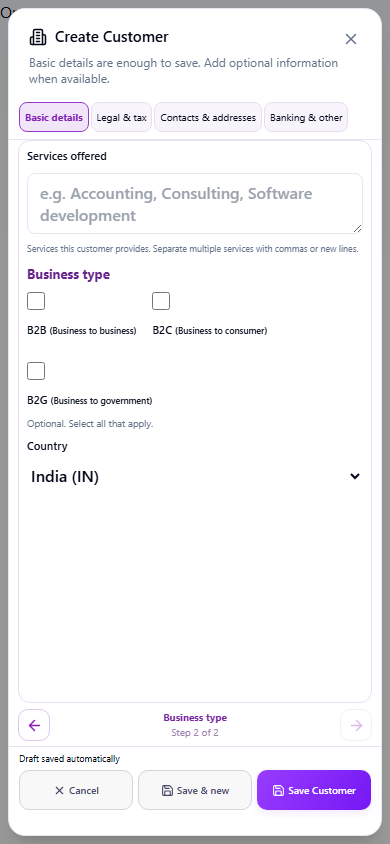 Create Customer
Basic details are enough to save. Add optional information
when available.
Basic details
Legal & tax
Contacts & addresses
Banking & other
Services offered
e.g. Accounting, Consulting, Software
development
Services this customer provides. Separate multiple services with commas or new lines.
Business type
B2B (Business to business)
B2C (Business to consumer)
B2G (Business to government)
Optional. Select all that apply.
Country
India (IN)
Business type
Step 2 of 2
Draft saved automatically
Cancel
Save & new
Save Customer